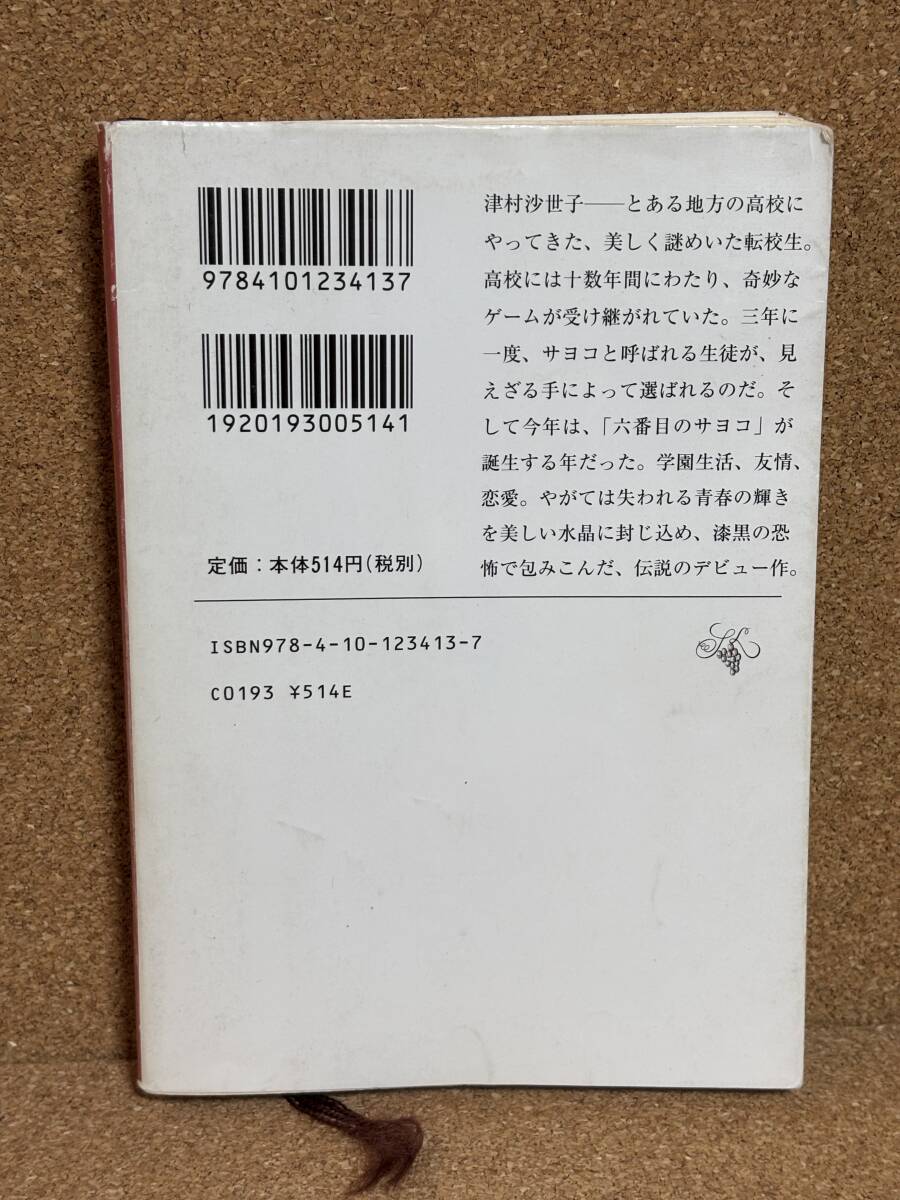 9784101234137
1920193005141
定価：本体514円(税別)
津村沙世子――とある地方の高校に
やってきた、美しく謎めいた転校生。
高校には十数年間にわたり、奇妙な
ゲームが受け継がれていた。三年に
一度、サヨコと呼ばれる生徒が、見
えざる手によって選ばれるのだ。そ
して今年は、「六番目のサヨコ」が
誕生する年だった。学園生活、友情、
恋愛。やがては失われる青春の輝き
を美しい水晶に封じ込め、漆黒の恐
怖で包みこんだ、伝説のデビュー作。
ISBN978-4-10-123413-7
C0193 ¥514E